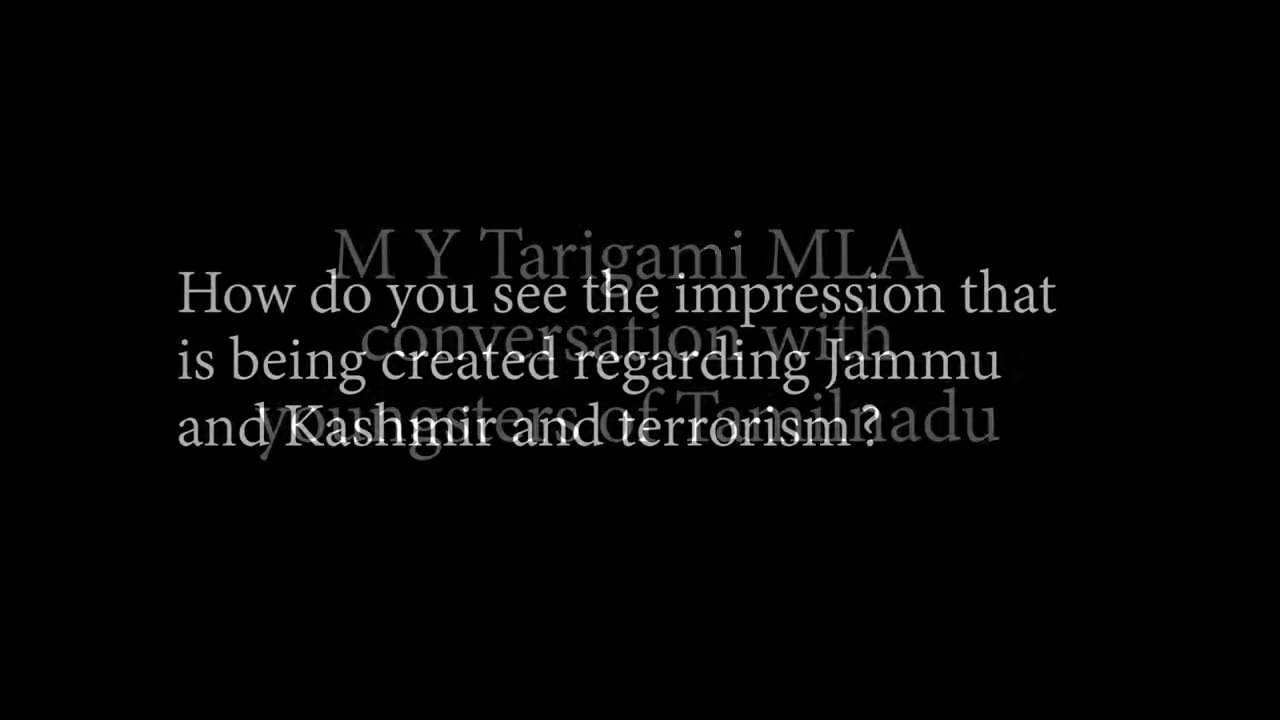 M Y Tarigami MLA
conversation with
youngsters of Tamilnadu
How do you see the impression that
is being created regarding Jammu
and Kashmir and terrorism?